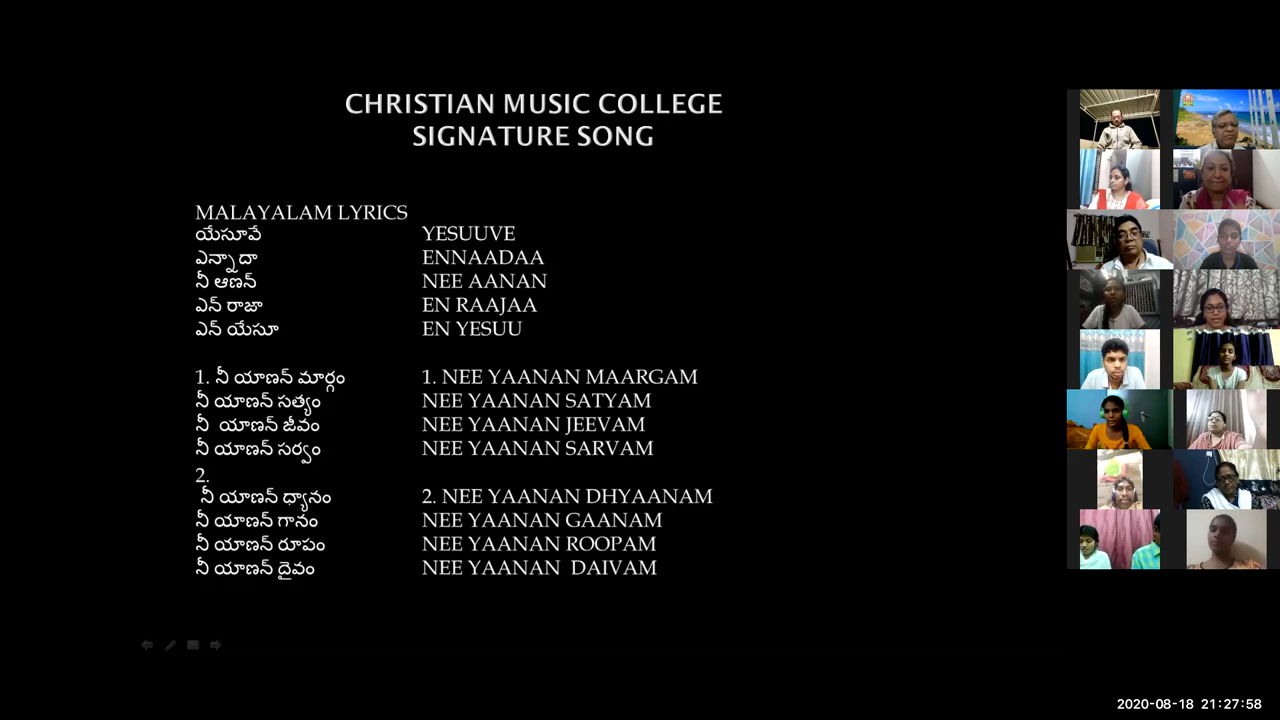 CHRISTIAN MUSIC COLLEGE
SIGNATURE SONG
MALAYALAM LYRICS
యేసూవే YESUUVE
ఎన్నాదా ENNAADAA
నీ ఆణన్ NEE AANAN
ఎన్ రాజా EN RAAJAA
ఎన్ యేసూ EN YESUU
1. నీ యాణన్ మార్గం 1. NEE YAANAN MAARGAM
నీ యాణన్ సత్యం NEE YAANAN SATYAM
నీ యాణన్ జీవం NEE YAANAN JEEVAM
నీ యాణన్ సర్వం NEE YAANAN SARVAM
2.
నీ యాణన్ ధ్యానం 2. NEE YAANAN DHYAANAM
నీ యాణన్ గానం NEE YAANAN GAANAM
నీ యాణన్ రూపం NEE YAANAN ROOPAM
నీ యాణన్ దైవం NEE YAANAN DAIVAM
2020-08-18 21:27:58